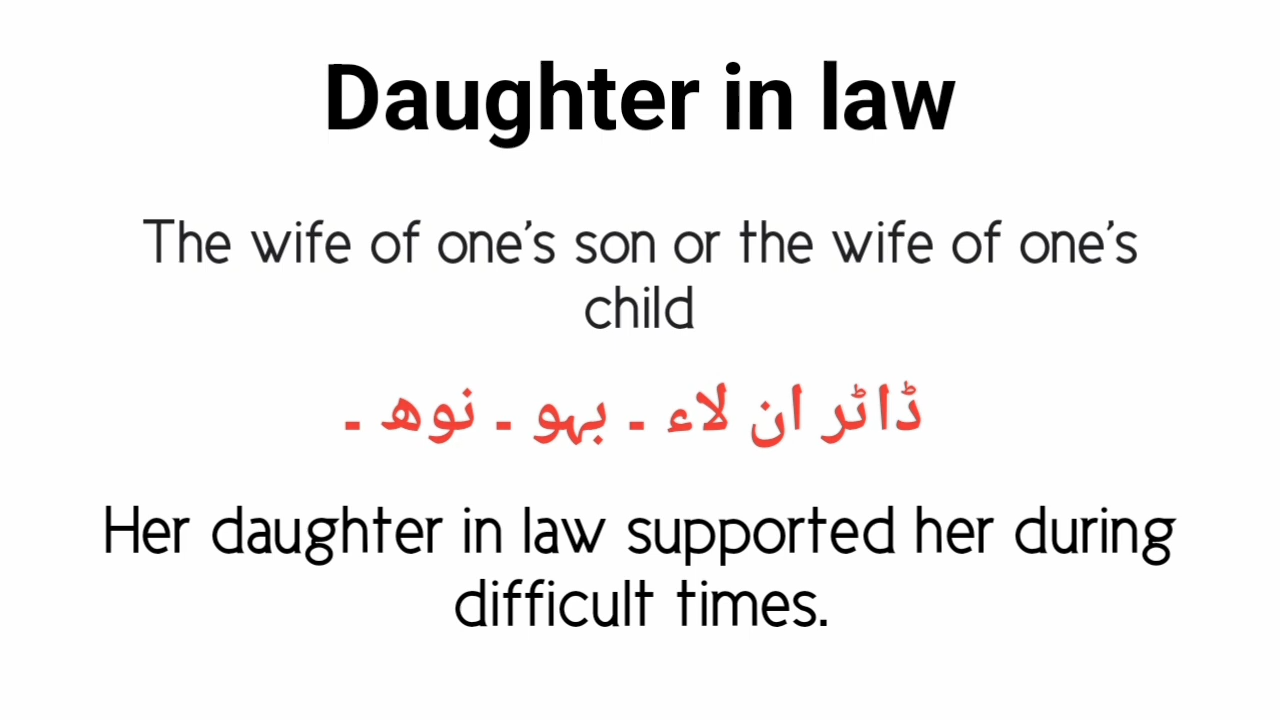 Daughter in law
The wife of one's son or the wife of one's
child
ڈاٹر ان لاء ۔ بہو ۔ نوھ ۔
Her daughter in law supported her during
difficult times.